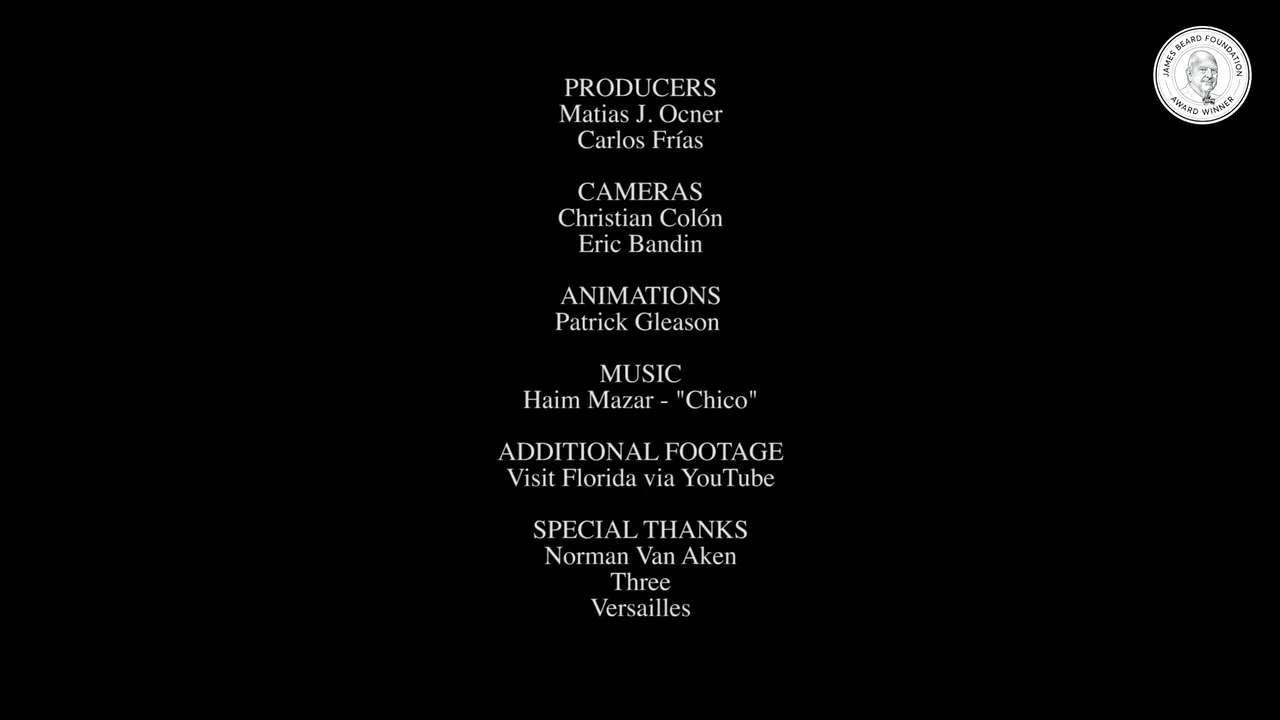 JAMES BEARD FOUNDATION
AWARD WINNER
PRODUCERS
Matias J. Ocner
Carlos Frías
CAMERAS
Christian Colón
Eric Bandin
ANIMATIONS
Patrick Gleason
MUSIC
Haim Mazar - "Chico"
ADDITIONAL FOOTAGE
Visit Florida via YouTube
SPECIAL THANKS
Norman Van Aken
Three
Versailles